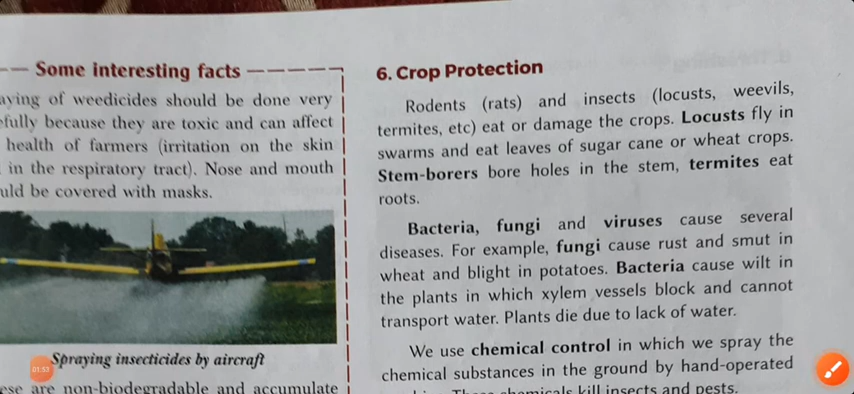 Some interesting facts
aying of weedicides should be done very
efully because they are toxic and can affect
health of farmers (irritation on the skin
in the respiratory tract). Nose and mouth
uld be covered with masks.
Spraying insecticides by aircraft
01:53
ese are non-biodegradable and accumulate
6. Crop Protection
Rodents (rats) and insects (locusts, weevils,
termites, etc) eat or damage the crops. Locusts fly in
swarms and eat leaves of sugar cane or wheat crops.
Stem-borers bore holes in the stem, termites eat
roots.
Bacteria, fungi and viruses cause several
diseases. For example, fungi cause rust and smut in
wheat and blight in potatoes. Bacteria cause wilt in
the plants in which xylem vessels block and cannot
transport water. Plants die due to lack of water.
We use chemical control in which we spray the
chemical substances in the ground by hand-operated
chemicals kill insects and pests.